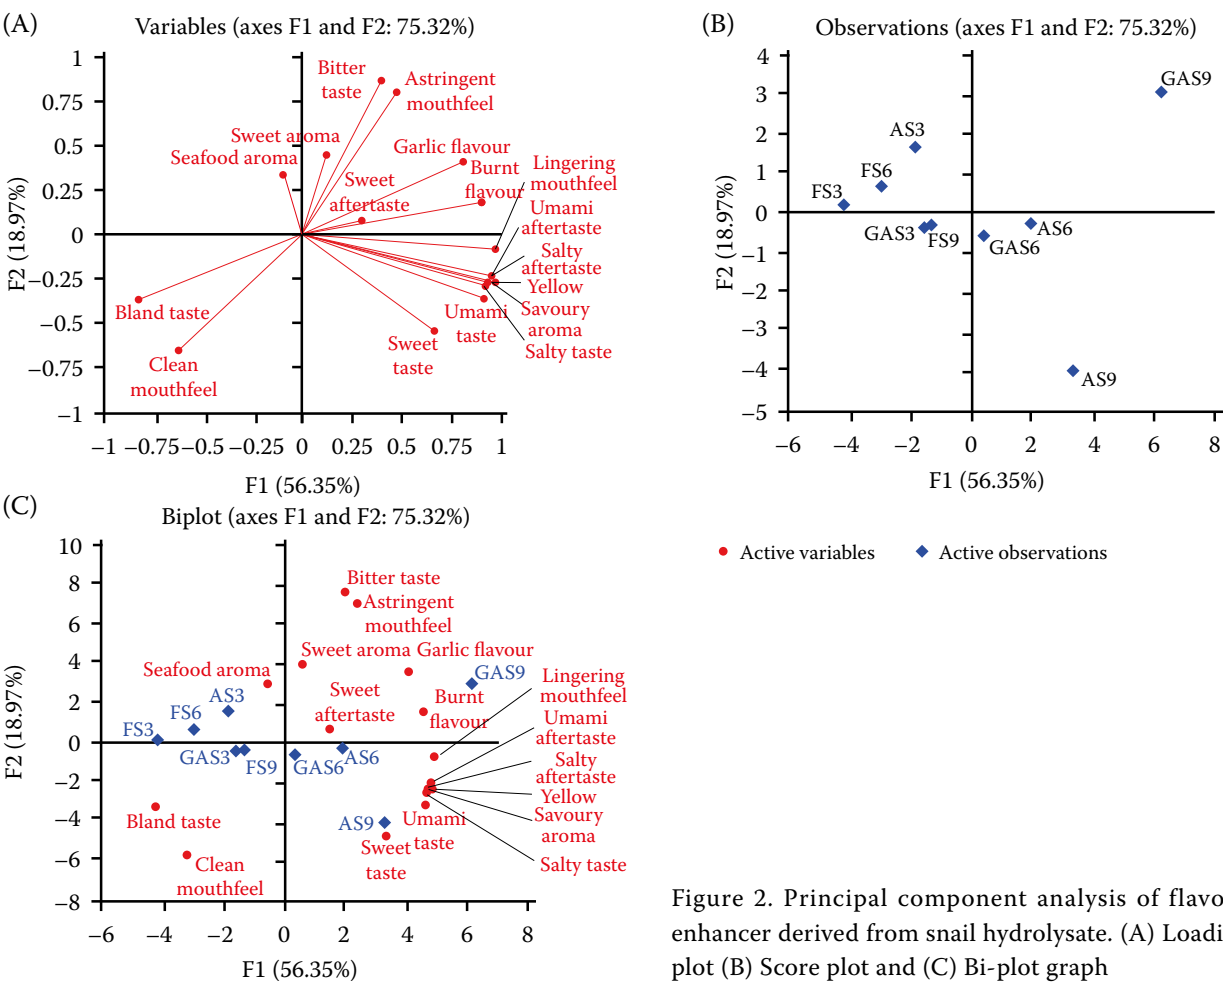 (A)
Variables (axes F1 and F2: 75.32%)
1
0.75
0.5
0.25
0
−0.25
−0.5
−0.75
−1
F2 (18.97%)
Bitter
taste
Astringent
mouthfeel
Sweet aroma
Seafood aroma
Garlic flavour
Burnt
flavour
Sweet
aftertaste
Lingering
mouthfeel
Umami
aftertaste
Salty
aftertaste
Yellow
Savoury
aroma
Salty taste
Umami
taste
Sweet
taste
Bland taste
Clean
mouthfeel
−1 −0.75 −0.5 −0.25 0 0.25 0.5 0.75 1
F1 (56.35%)
(B)
Observations (axes F1 and F2: 75.32%)
4
3
2
1
0
−1
−2
−3
−4
−5
F2 (18.97%)
GAS9
AS3
FS6
FS3
GAS3
FS9
GAS6
AS6
AS9
−6 −4 −2 0 2 4 6 8
F1 (56.35%)
(C)
Biplot (axes F1 and F2: 75.32%)
10
8
6
4
2
0
−2
−4
−6
−8
F2 (18.97%)
Bitter taste
Astringent
mouthfeel
Sweet aroma
Garlic flavour
Seafood aroma
GAS9
Sweet
aftertaste
Burnt
flavour
Lingering
mouthfeel
Umami
aftertaste
Salty
aftertaste
Yellow
Savoury
aroma
Salty taste
AS3
FS6
FS3
GAS3
FS9
GAS6
AS6
AS9
Umami
taste
Sweet
taste
Bland taste
Clean
mouthfeel
−6 −4 −2 0 2 4 6 8
F1 (56.35%)
Active variables
Active observations
Figure 2. Principal component analysis of flavo
enhancer derived from snail hydrolysate. (A) Loadi
plot (B) Score plot and (C) Bi-plot graph